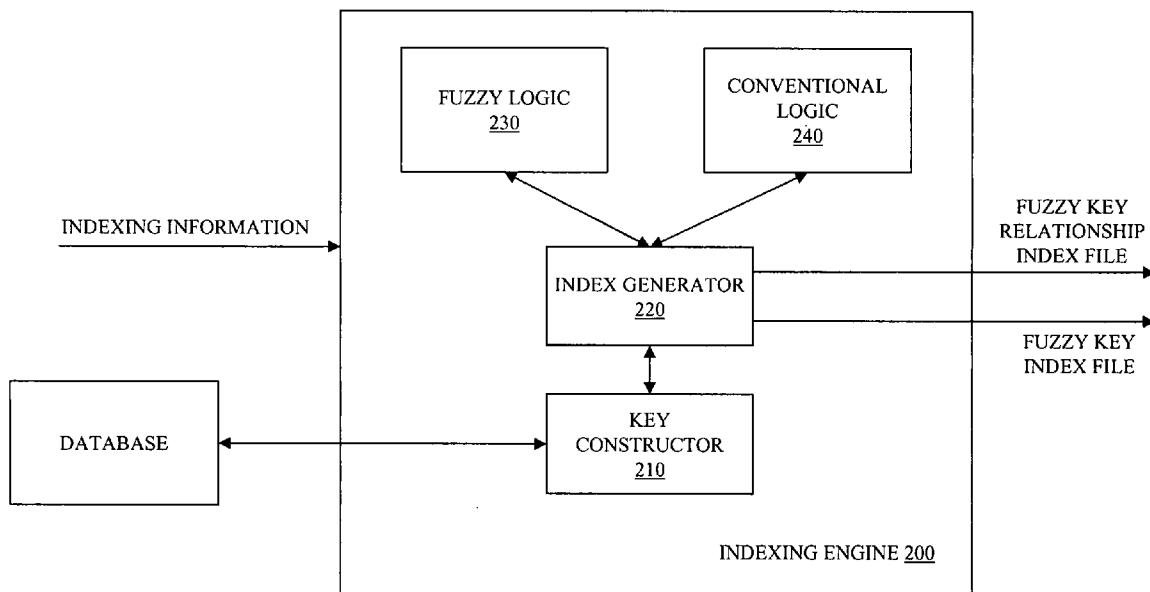 FUZZY LOGIC
230
CONVENTIONAL
LOGIC
240
INDEXING INFORMATION
FUZZY KEY
RELATIONSHIP
INDEX FILE
INDEX GENERATOR
220
FUZZY KEY
INDEX FILE
DATABASE
KEY
CONSTRUCTOR
210
INDEXING ENGINE 200